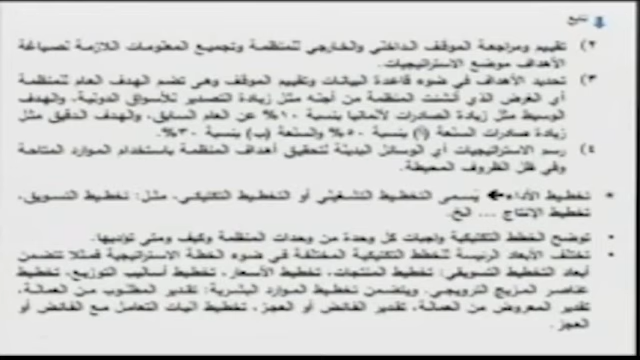 تابع
٢) تقييم ومراجعة الموقف الداخلي والخارجي للمنظمة وتجميع المعلومات اللازمة لصياغة
الأهداف موضع الاستراتيجيات.
٣) تحديد الأهداف في ضوء قاعدة البيانات وتقييم الموقف وهي تضم الهدف العام للمنظمة
أي الغرض الذي أنشئت المنظمة من أجله مثل زيادة التصدير للأسواق الدولية، والهدف
الوسيط مثل زيادة الصادرات لألمانيا بنسبة ١٠% عن العام السابق، والهدف الدقيق مثل
زيادة صادرات السلعة (أ) بنسبة ٥٠% والسلعة (ب) بنسبة ٣٠%.
٤) رسم الاستراتيجيات أي الوسائل البديلة لتحقيق أهداف المنظمة باستخدام الموارد المتاحة
وفي ظل الظروف المحيطة.
• تخطيط الأداء← يُسمى التخطيط التشغيلي أو التخطيط التكتيكي، مثل: تخطيط التسويق،
تخطيط الإنتاج ... الخ.
• توضح الخطط التكتيكية واجبات كل وحدة من وحدات المنظمة وكيف ومتى تؤديها.
• تختلف الأبعاد الرئيسة للخطط التكتيكية المختلفة في ضوء الخطة الاستراتيجية فمثلا تتضمن
أبعاد التخطيط التسويقي: تخطيط المنتجات، تخطيط الأسعار، تخطيط أساليب التوزيع، تخطيط
عناصر المزيج الترويجي. ويتضمن تخطيط الموارد البشرية: تقدير المطلوب من العمالة،
تقدير المعروض من العمالة، تقدير الفائض أو العجز، تخطيط آليات التعامل مع الفائض أو
العجز.